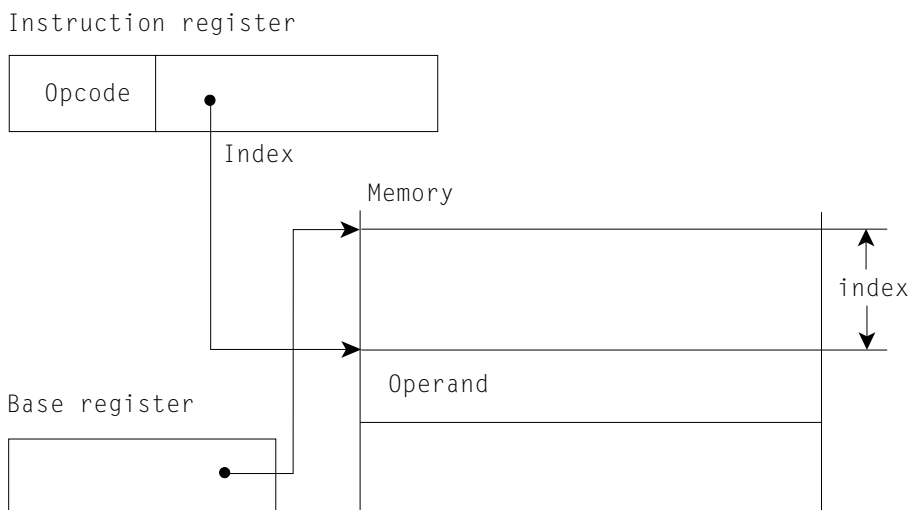 Instruction register
Opcode
Index
Memory
index
Operand
Base register